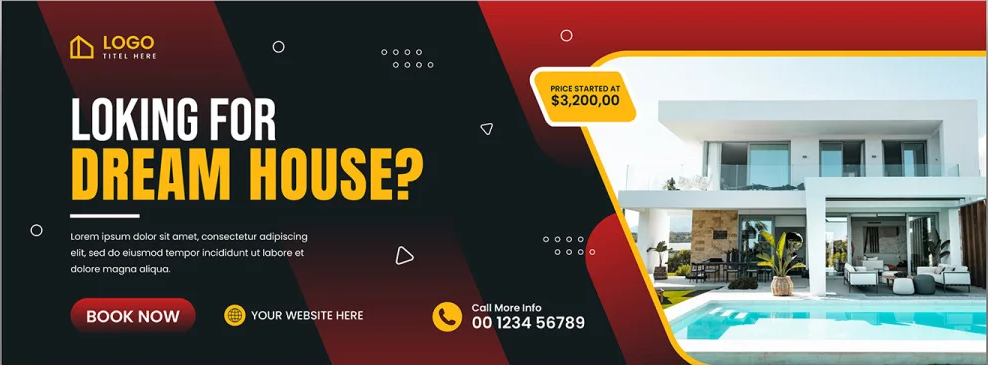 LOGO
TITEL HERE
LOKING FOR
DREAM HOUSE?
Lorem ipsum dolor sit amet, consectetur adipiscing
elit, sed do eiusmod tempor incididunt ut labore et
dolore magna aliqua.
BOOK NOW
YOUR WEBSITE HERE
Call More Info
00 1234 56789
PRICE STARTED AT
$3,200,00